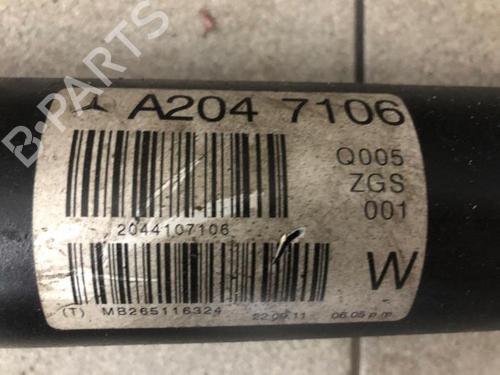 A204 7106
Q005
ZGS
001
2044107106
W
(T) MB265116324 22.09.11 06.05 p.m.
B-PARTS